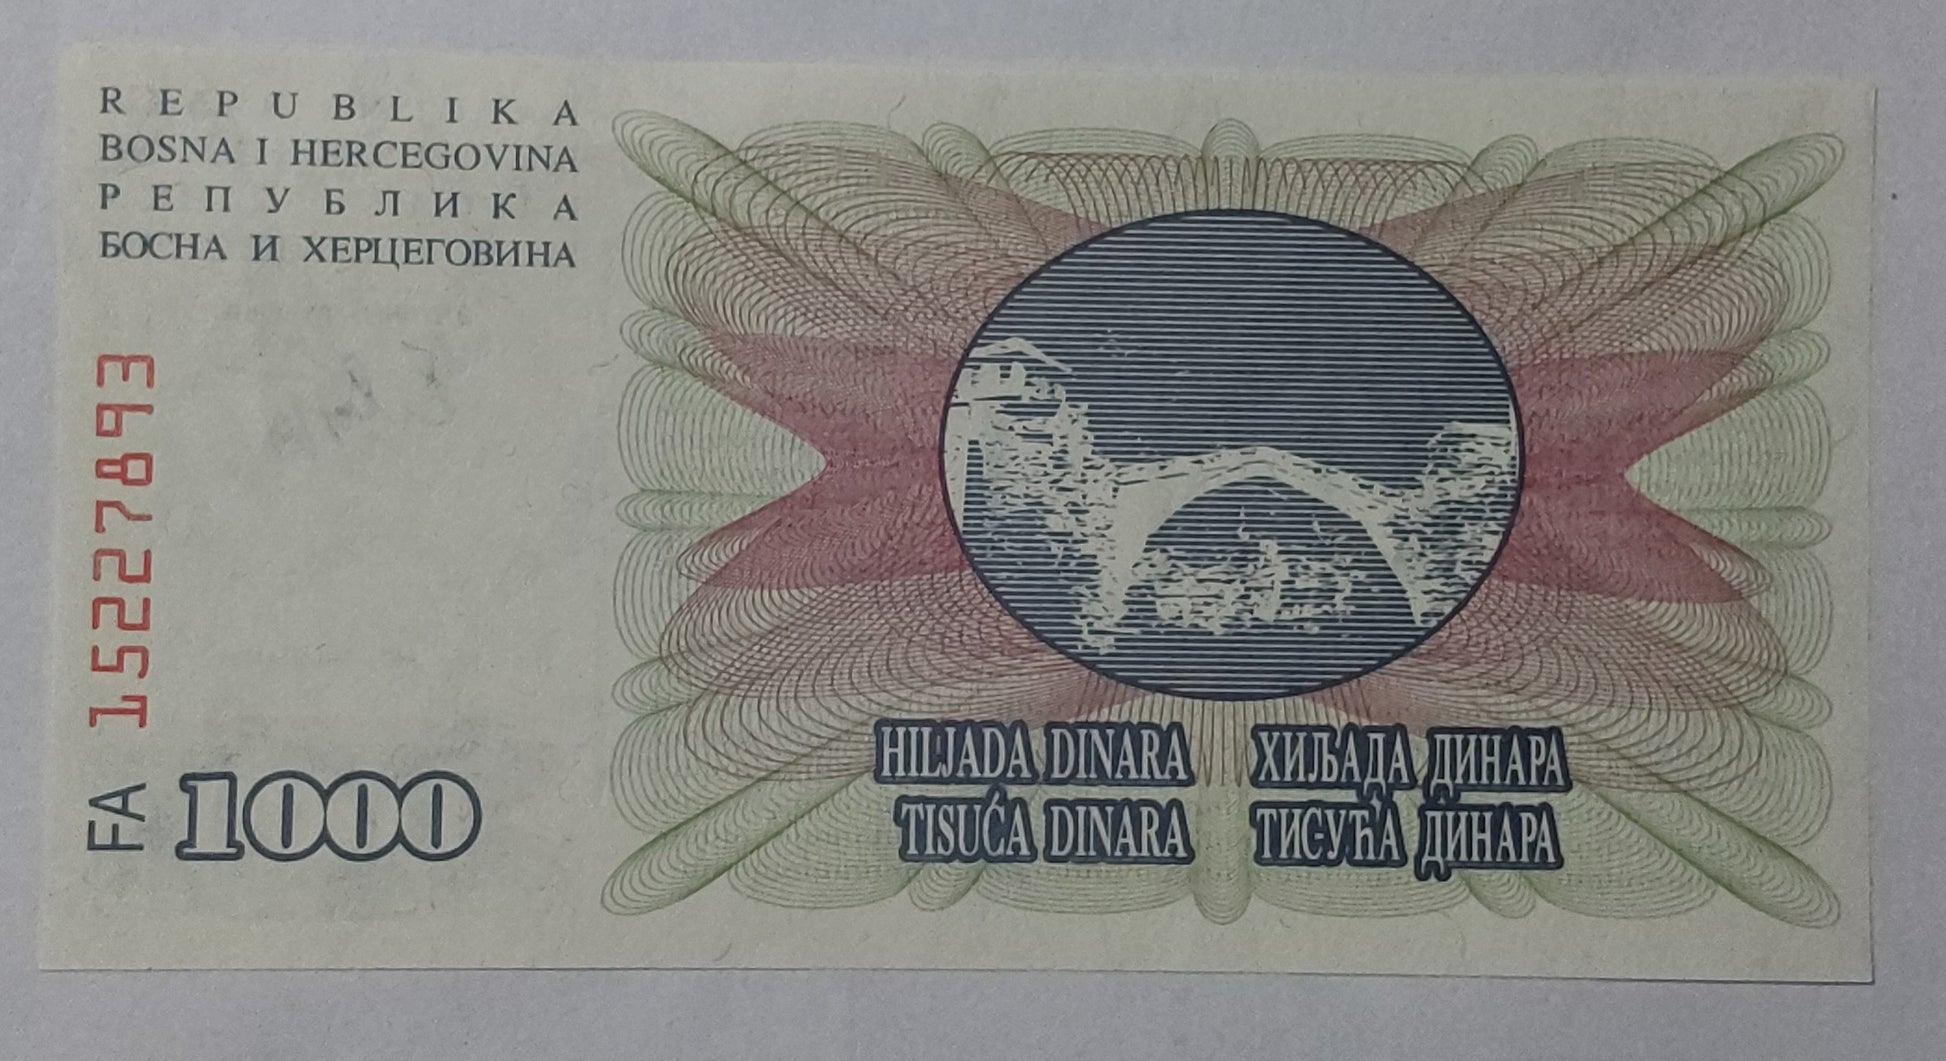 REPUBLIKA
BOSNA I HERCEGOVINA
РЕПУБЛИКА
БОСНА И ХЕРЦЕГОВИНА
FA 15227893
1000
HILJADA DINARA
TISUĆA DINARA
ХИЉАДА ДИНАРА
ТИСУЋА ДИНАРА